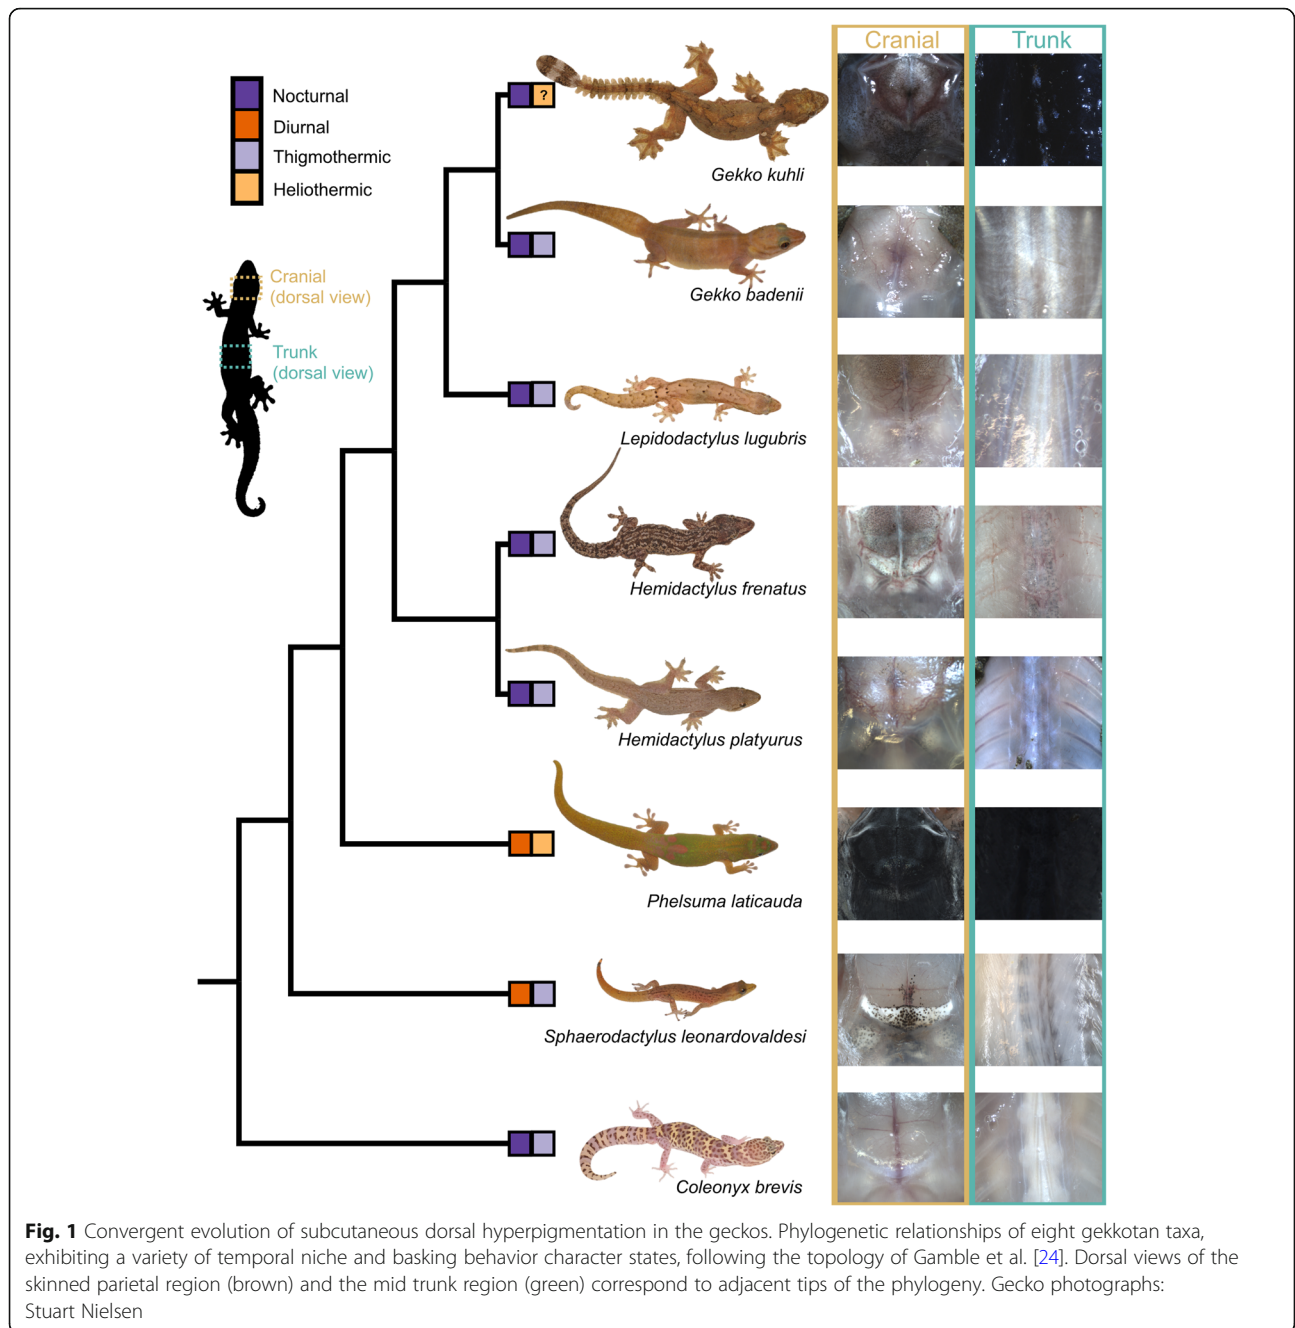 Cranial
Trunk
Nocturnal
Diurnal
Thigmothermic
Heliothermic
?
Gekko kuhli
Cranial
(dorsal view)
Gekko badenii
Trunk
(dorsal view)
Lepidodactylus lugubris
Hemidactylus frenatus
Hemidactylus platyurus
Phelsuma laticauda
Sphaerodactylus leonardovaldesi
Coleonyx brevis
Fig. 1 Convergent evolution of subcutaneous dorsal hyperpigmentation in the geckos. Phylogenetic relationships of eight gekkotan taxa,
exhibiting a variety of temporal niche and basking behavior character states, following the topology of Gamble et al. [24]. Dorsal views of the
skinned parietal region (brown) and the mid trunk region (green) correspond to adjacent tips of the phylogeny. Gecko photographs:
Stuart Nielsen